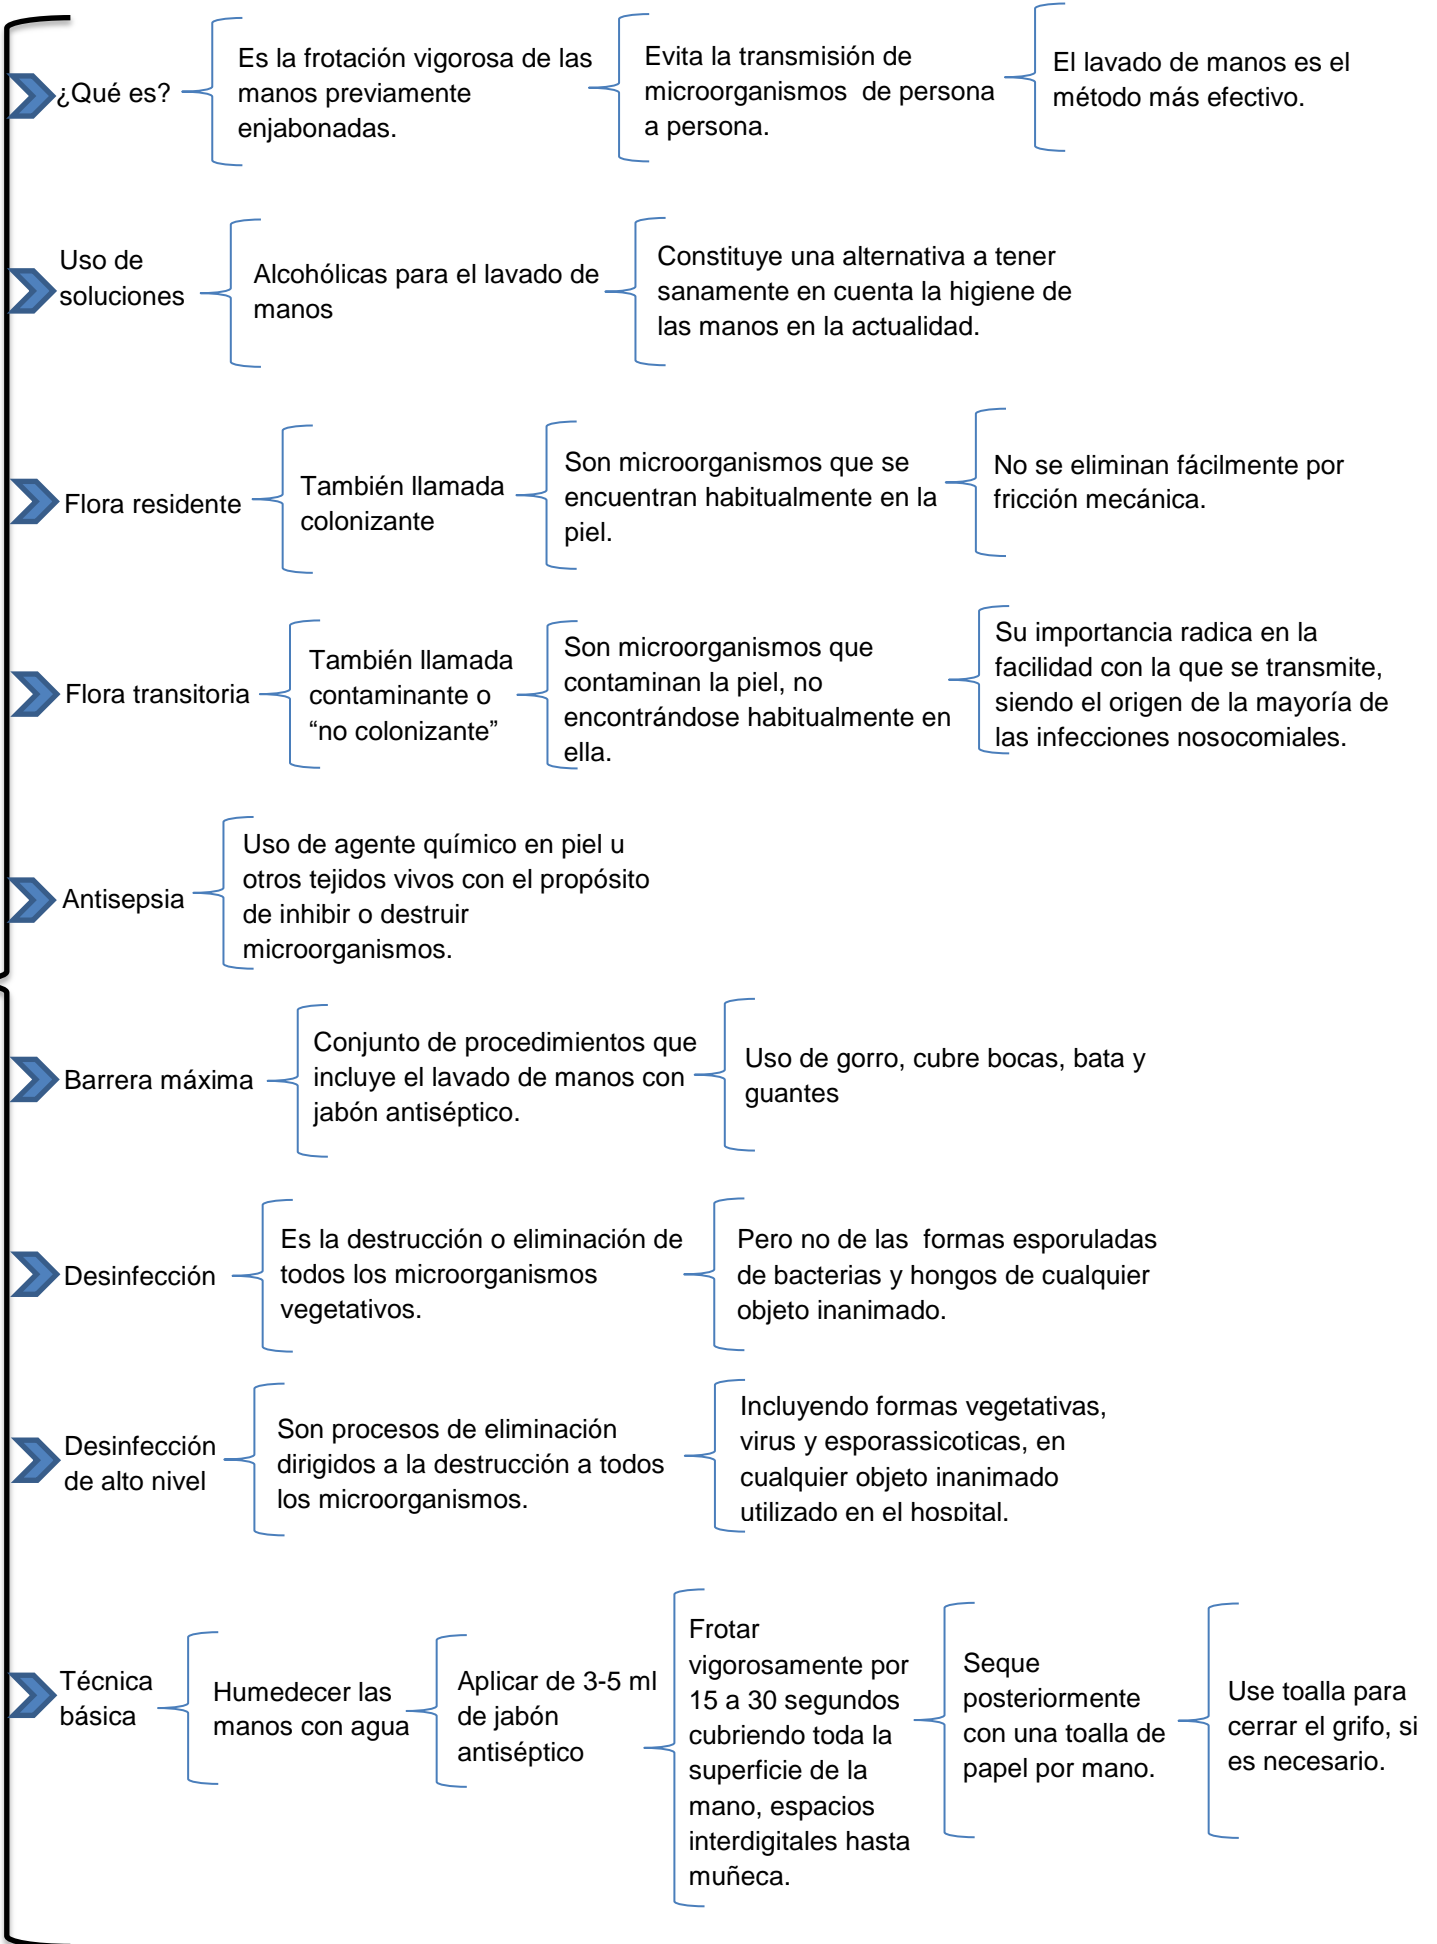 ¿Qué es?
Es la frotación vigorosa de las
manos previamente
enjabonadas.
Evita la transmisión de
microorganismos de persona
a persona.
El lavado de manos es el
método más efectivo.
Uso de
soluciones
Alcohólicas para el lavado de
manos
Constituye una alternativa a tener
sanamente en cuenta la higiene de
las manos en la actualidad.
Flora residente
También llamada
colonizante
Son microorganismos que se
encuentran habitualmente en la
piel.
No se eliminan fácilmente por
fricción mecánica.
Flora transitoria
También llamada
contaminante o
“no colonizante”
Son microorganismos que
contaminan la piel, no
encontrándose habitualmente en
ella.
Su importancia radica en la
facilidad con la que se transmite,
siendo el origen de la mayoría de
las infecciones nosocomiales.
Antisepsia
Uso de agente químico en piel u
otros tejidos vivos con el propósito
de inhibir o destruir
microorganismos.
Barrera máxima
Conjunto de procedimientos que
incluye el lavado de manos con
jabón antiséptico.
Uso de gorro, cubre bocas, bata y
guantes
Desinfección
Es la destrucción o eliminación de
todos los microorganismos
vegetativos.
Pero no de las formas esporuladas
de bacterias y hongos de cualquier
objeto inanimado.
Desinfección
de alto nivel
Son procesos de eliminación
dirigidos a la destrucción a todos
los microorganismos.
Incluyendo formas vegetativas,
virus y esporassicoticas, en
cualquier objeto inanimado
utilizado en el hospital.
Técnica
básica
Humedecer las
manos con agua
Aplicar de 3-5 ml
de jabón
antiséptico
Frotar
vigorosamente por
15 a 30 segundos
cubriendo toda la
superficie de la
mano, espacios
interdigitales hasta
muñeca.
Seque
posteriormente
con una toalla de
papel por mano.
Use toalla para
cerrar el grifo, si
es necesario.